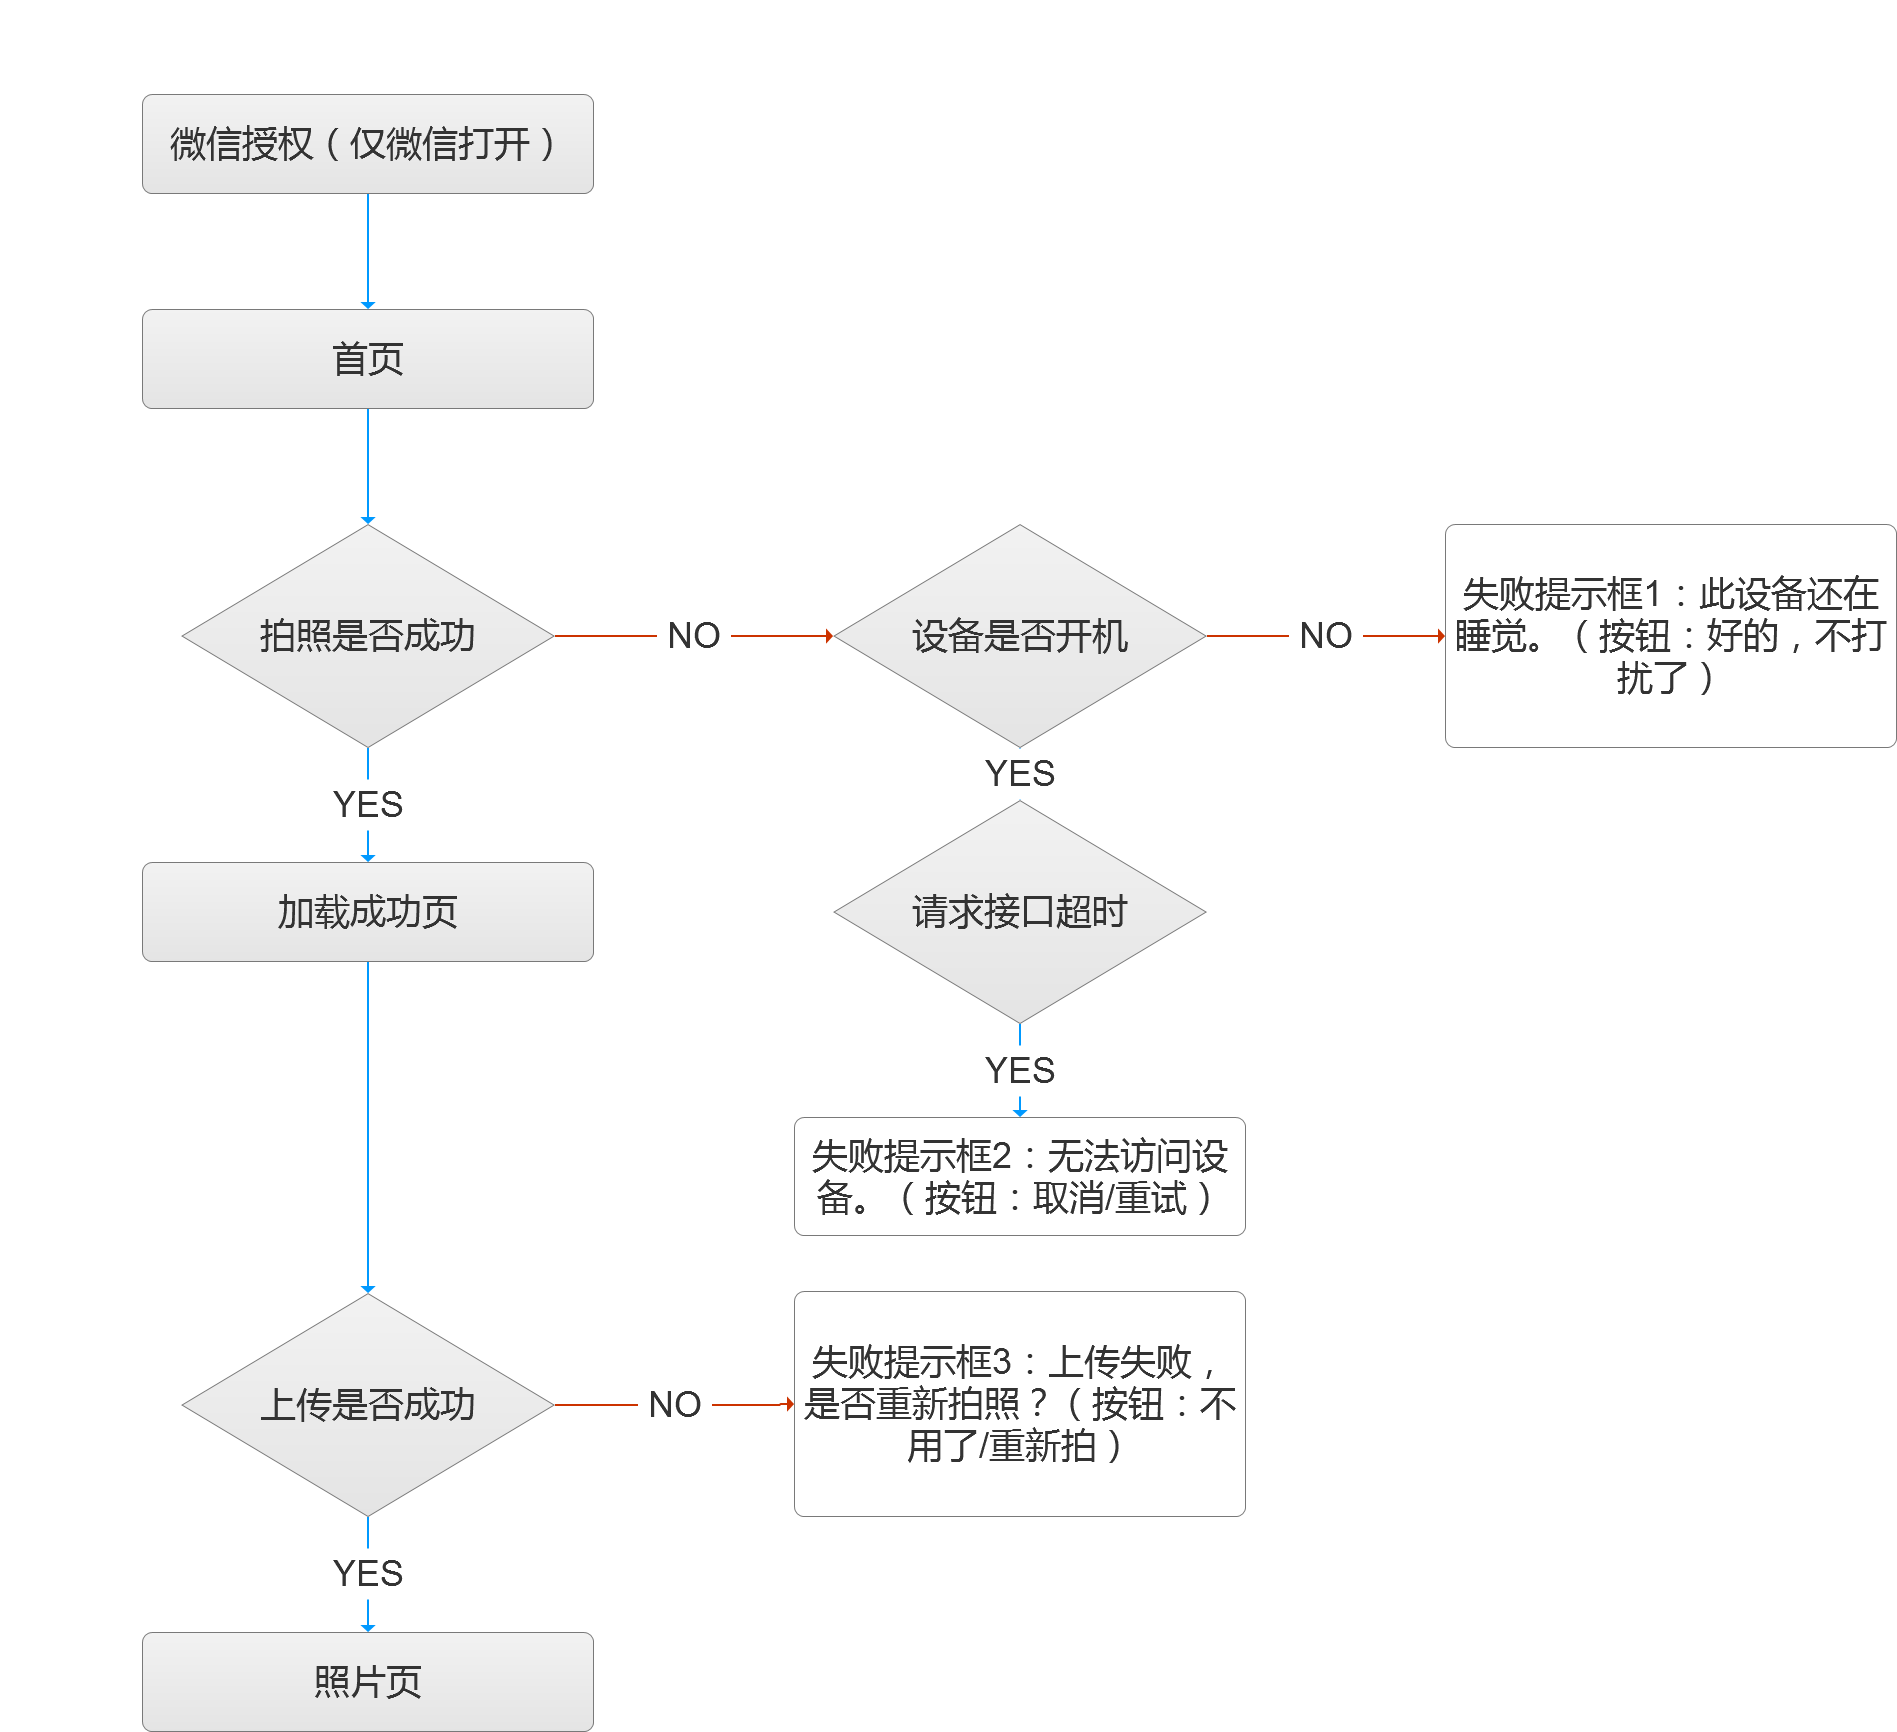 微信授权（仅微信打开）
首页
拍照是否成功
NO
设备是否开机
NO
失败提示框1：此设备还在
睡觉。（按钮：好的，不打
扰了）
YES
YES
加载成功页
请求接口超时
YES
失败提示框2：无法访问设
备。（按钮：取消/重试）
上传是否成功
NO
失败提示框3：上传失败，
是否重新拍照？（按钮：不
用了/重新拍）
YES
照片页